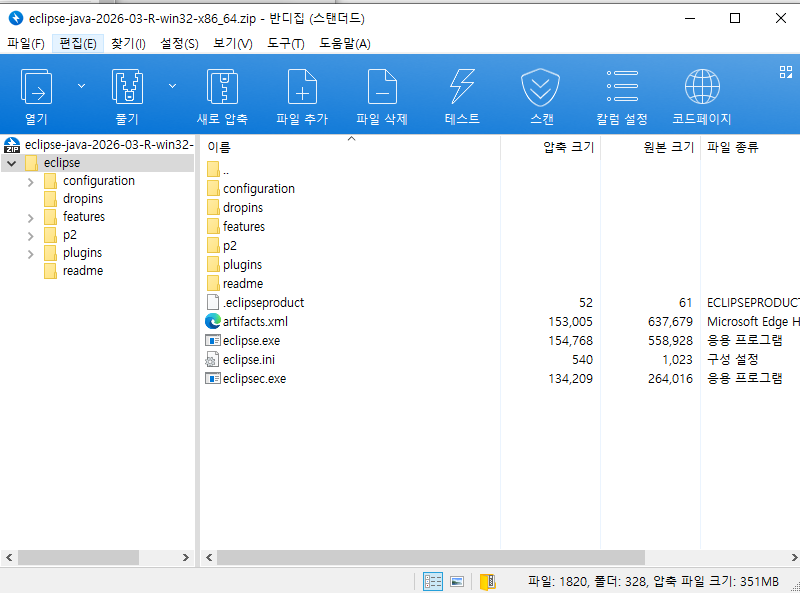 eclipse-java-2026-03-R-win32-x86_64.zip - 반디집 (스탠더드)
파일(F) 편집(E) 찾기(I) 설정(S) 보기(V) 도구(T) 도움말(A)
열기 풀기 새로 압축 파일 추가 파일 삭제 테스트 스캔 칼럼 설정 코드페이지
ZIP eclipse-java-2026-03-R-win32-
eclipse
configuration
dropins
features
p2
plugins
readme
이름 압축 크기 원본 크기 파일 종류
..
configuration
dropins
features
p2
plugins
readme
.eclipseproduct 52 61 ECLIPSEPRODUCT
artifacts.xml 153,005 637,679 Microsoft Edge H
eclipse.exe 154,768 558,928 응용 프로그램
eclipse.ini 540 1,023 구성 설정
eclipsec.exe 134,209 264,016 응용 프로그램
파일: 1820, 폴더: 328, 압축 파일 크기: 351MB